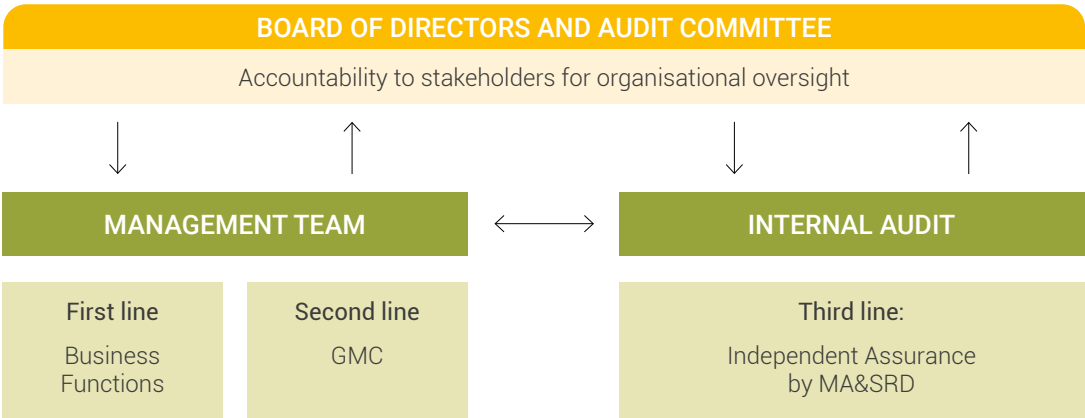 BOARD OF DIRECTORS AND AUDIT COMMITTEE
Accountability to stakeholders for organisational oversight
MANAGEMENT TEAM
INTERNAL AUDIT
First line
Business
Functions
Second line
GMC
Third line:
Independent Assurance
by MA&SRD